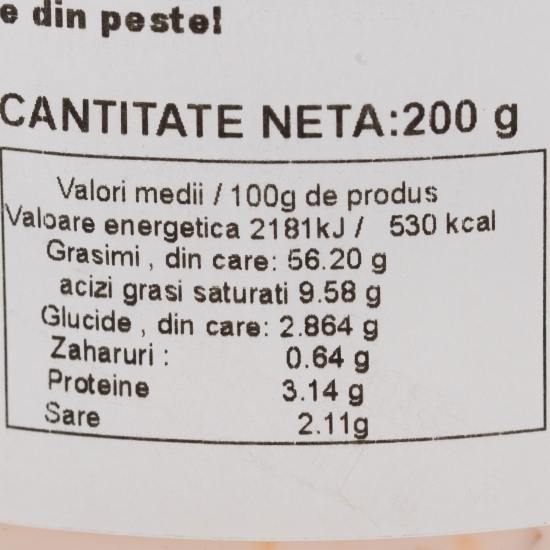 e din peste!
CANTITATE NETA:200 g
Valori medii / 100g de produs
Valoare energetica 2181kJ / 530 kcal
Grasimi , din care: 56.20 g
acizi grasi saturati 9.58 g
Glucide , din care: 2.864 g
Zaharuri : 0.64 g
Proteine 3.14 g
Sare 2.11g